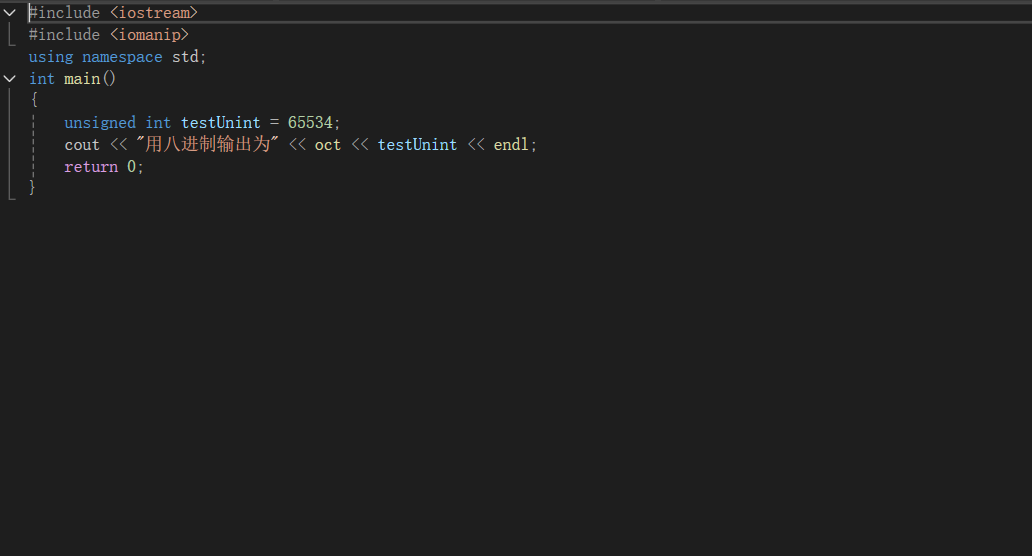 #include <iostream>
#include <iomanip>
using namespace std;
int main()
{
unsigned int testUnint = 65534;
cout << "用八进制输出为" << oct << testUnint << endl;
return 0;
}